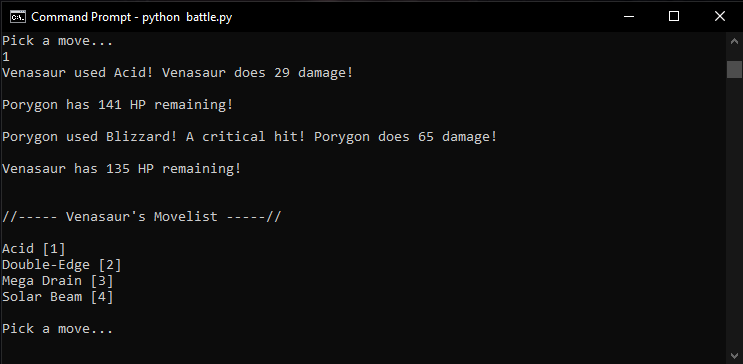 Command Prompt - python  battle.py
Pick a move...
1
Venasaur used Acid! Venasaur does 29 damage!
Porygon has 141 HP remaining!
Porygon used Blizzard! A critical hit! Porygon does 65 damage!
Venasaur has 135 HP remaining!
//----- Venasaur's Movelist -----//
Acid [1]
Double-Edge [2]
Mega Drain [3]
Solar Beam [4]
Pick a move...